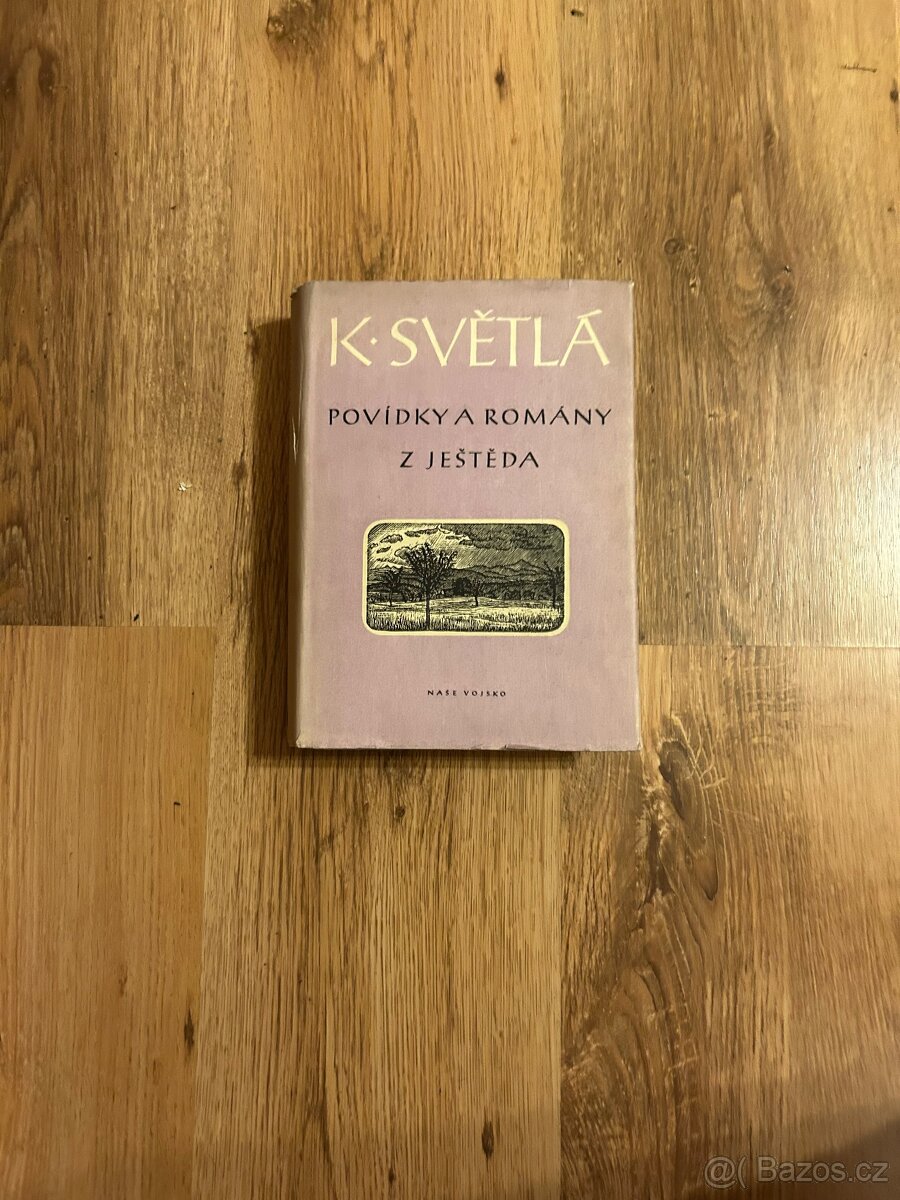 K·SVĚTLÁ
POVÍDKY A ROMÁNY
Z JEŠTĚDA
NAŠE VOJSKO
@( Bazos.cz